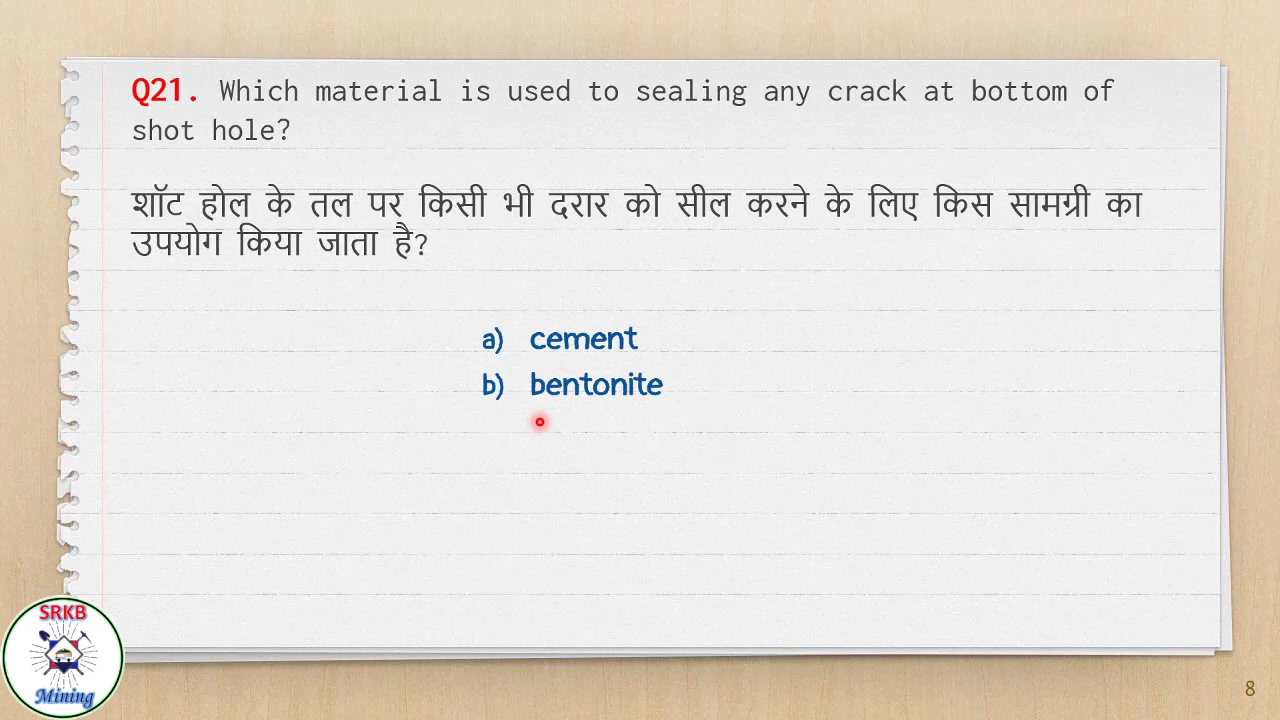 Q21. Which material is used to sealing any crack at bottom of
shot hole?
शॉट होल के तल पर किसी भी दरार को सील करने के लिए किस सामग्री का
उपयोग किया जाता है?
a) cement
b) bentonite
SRKB
Mining
8